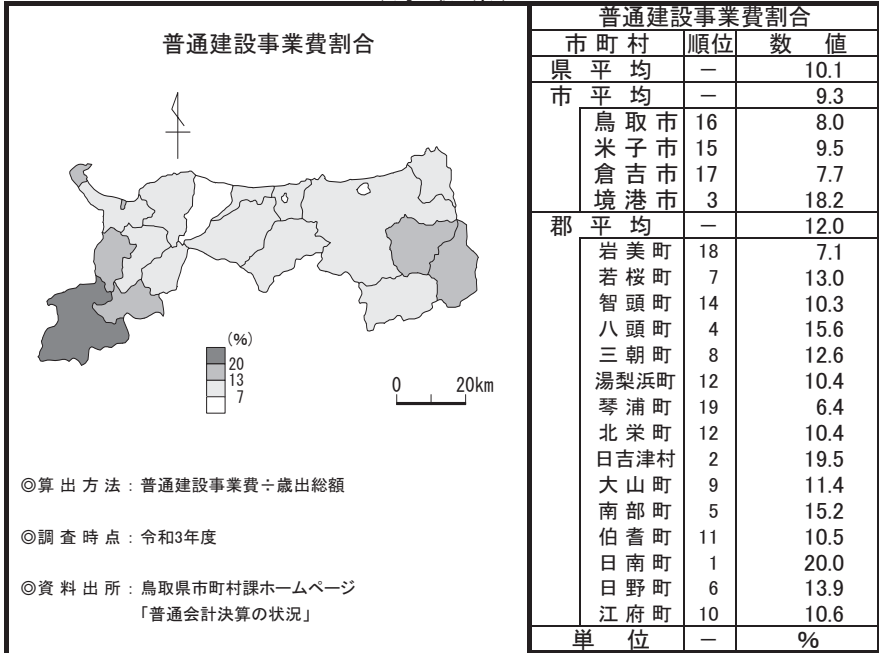 普通建設事業費割合
(%)
20
13
7
0 20km
◎算出方法：普通建設事業費÷歳出総額
◎調査時点：令和3年度
◎資料出所：鳥取県市町村課ホームページ
「普通会計決算の状況」
普通建設事業費割合
市町村 順位 数値
県平均 － 10.1
市平均 － 9.3
鳥取市 16 8.0
米子市 15 9.5
倉吉市 17 7.7
境港市 3 18.2
郡平均 － 12.0
岩美町 18 7.1
若桜町 7 13.0
智頭町 14 10.3
八頭町 4 15.6
三朝町 8 12.6
湯梨浜町 12 10.4
琴浦町 19 6.4
北栄町 12 10.4
日吉津村 2 19.5
大山町 9 11.4
南部町 5 15.2
伯耆町 11 10.5
日南町 1 20.0
日野町 6 13.9
江府町 10 10.6
単位 － %